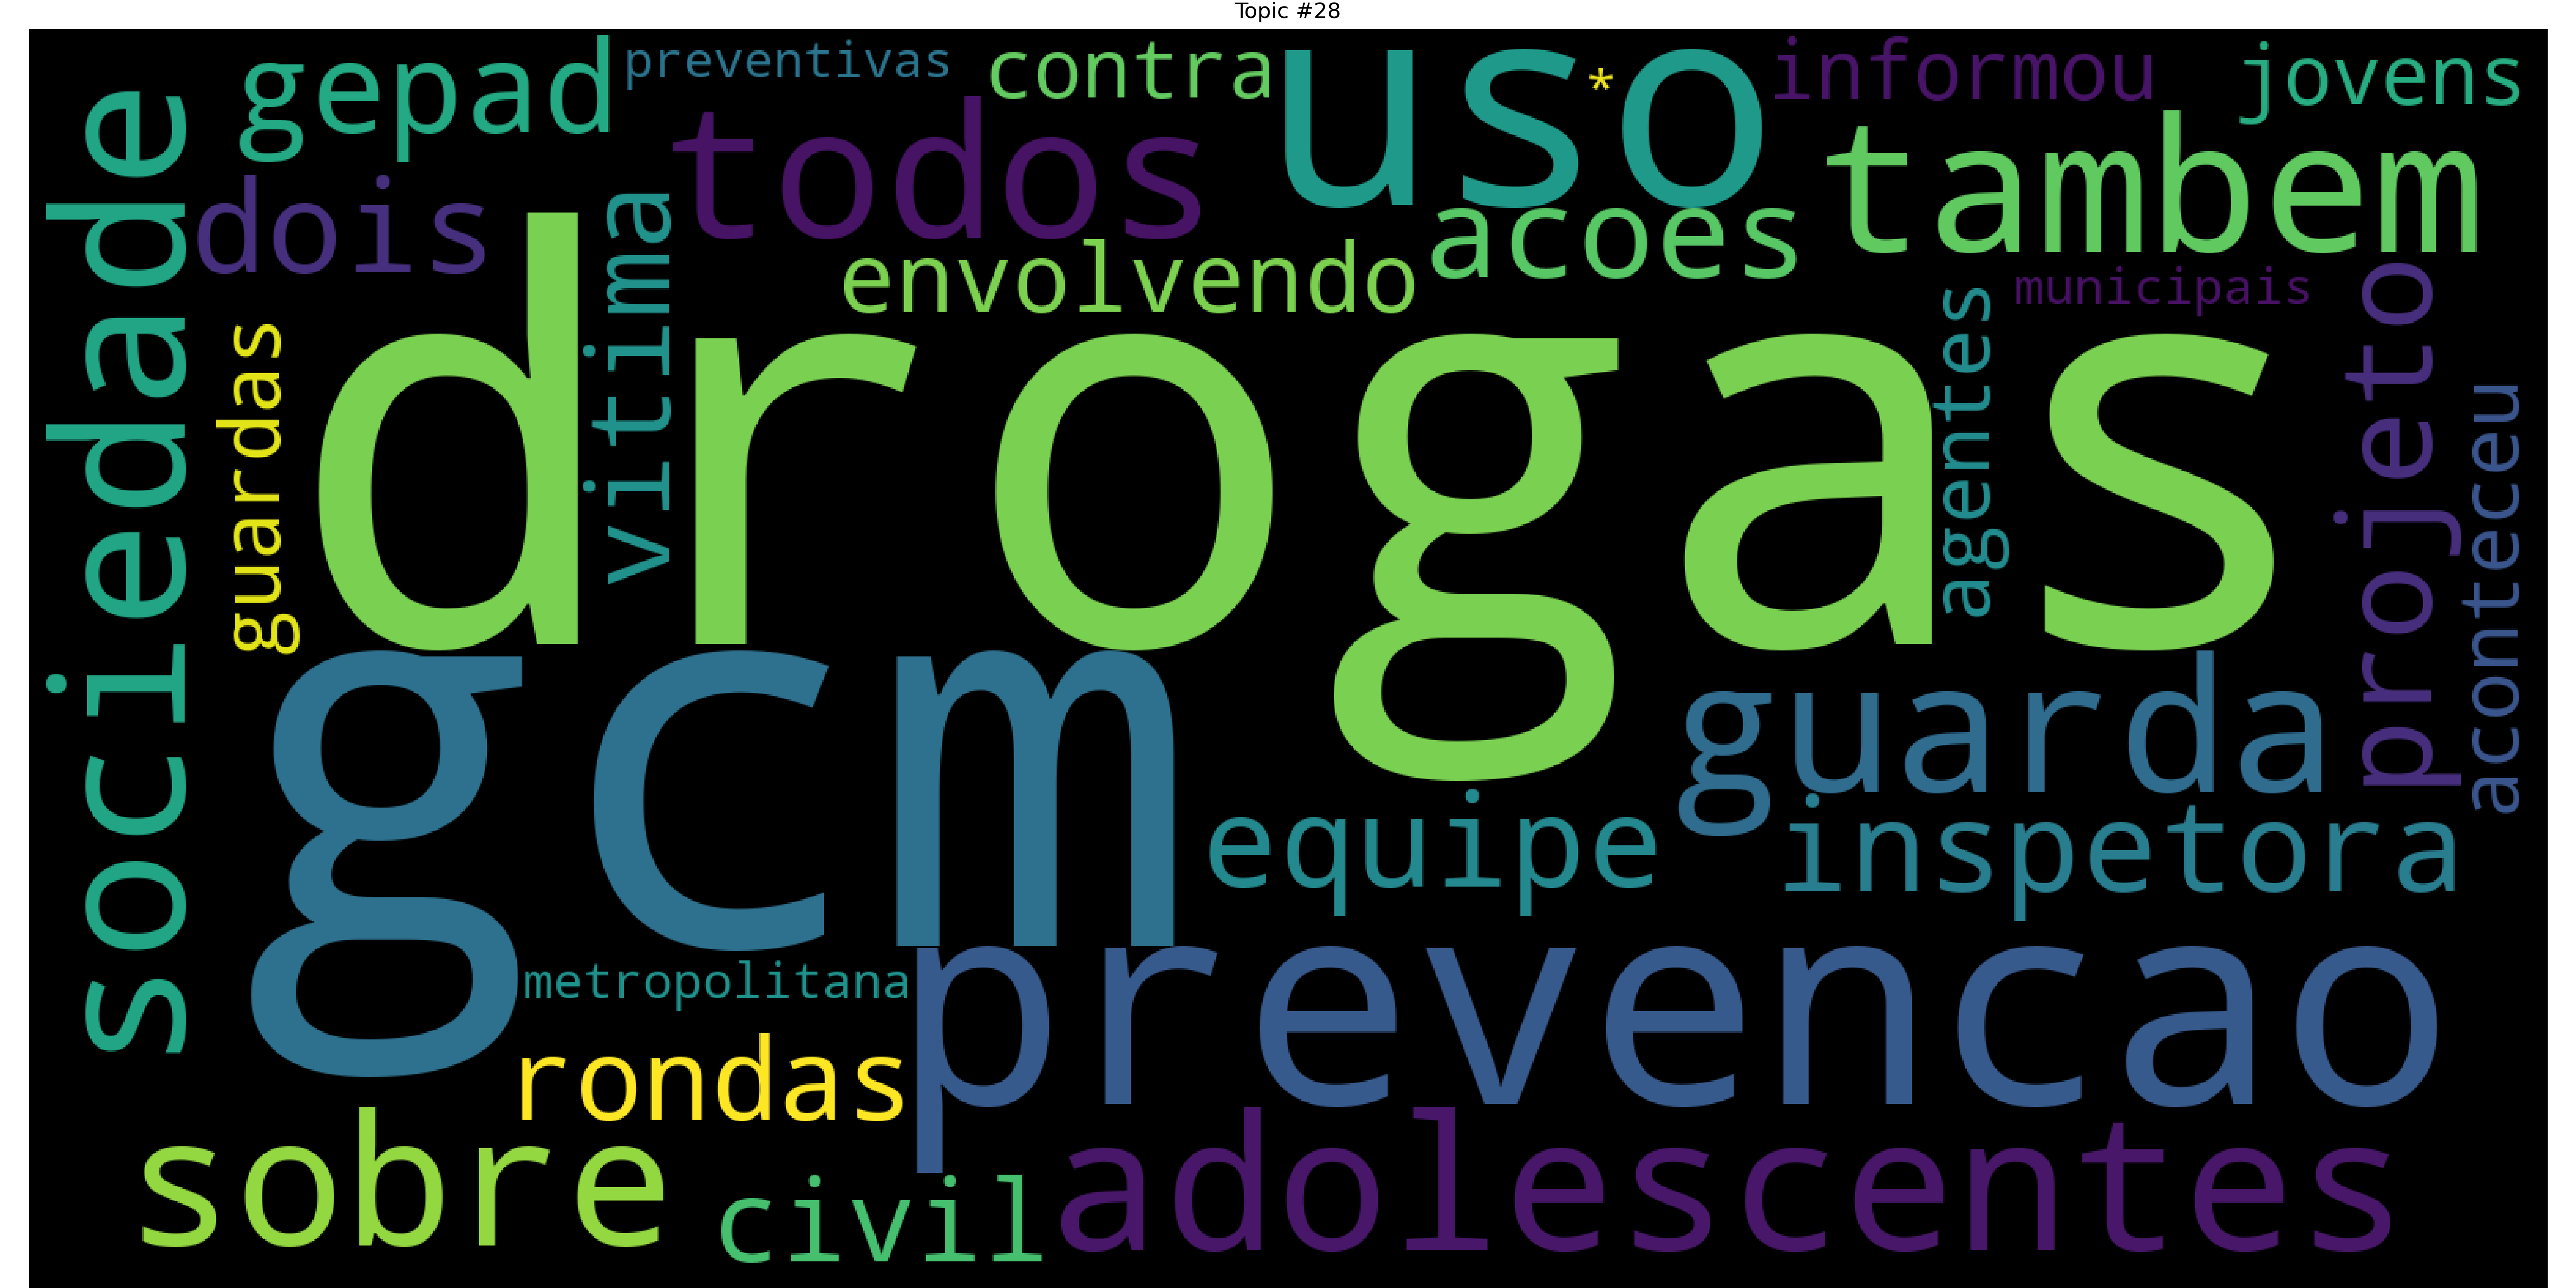 Topic #28
gepad
preventivas
contra
uso
*
informou
jovens
sociedade
dois
todos
tambem
vitima
envolvendo
acoes
municipais
guardas
drogas
agentes
projeto
aconteceu
gcm
guarda
equipe
inspetora
metropolitana
prevencao
rondas
sobre
civil
adolescentes